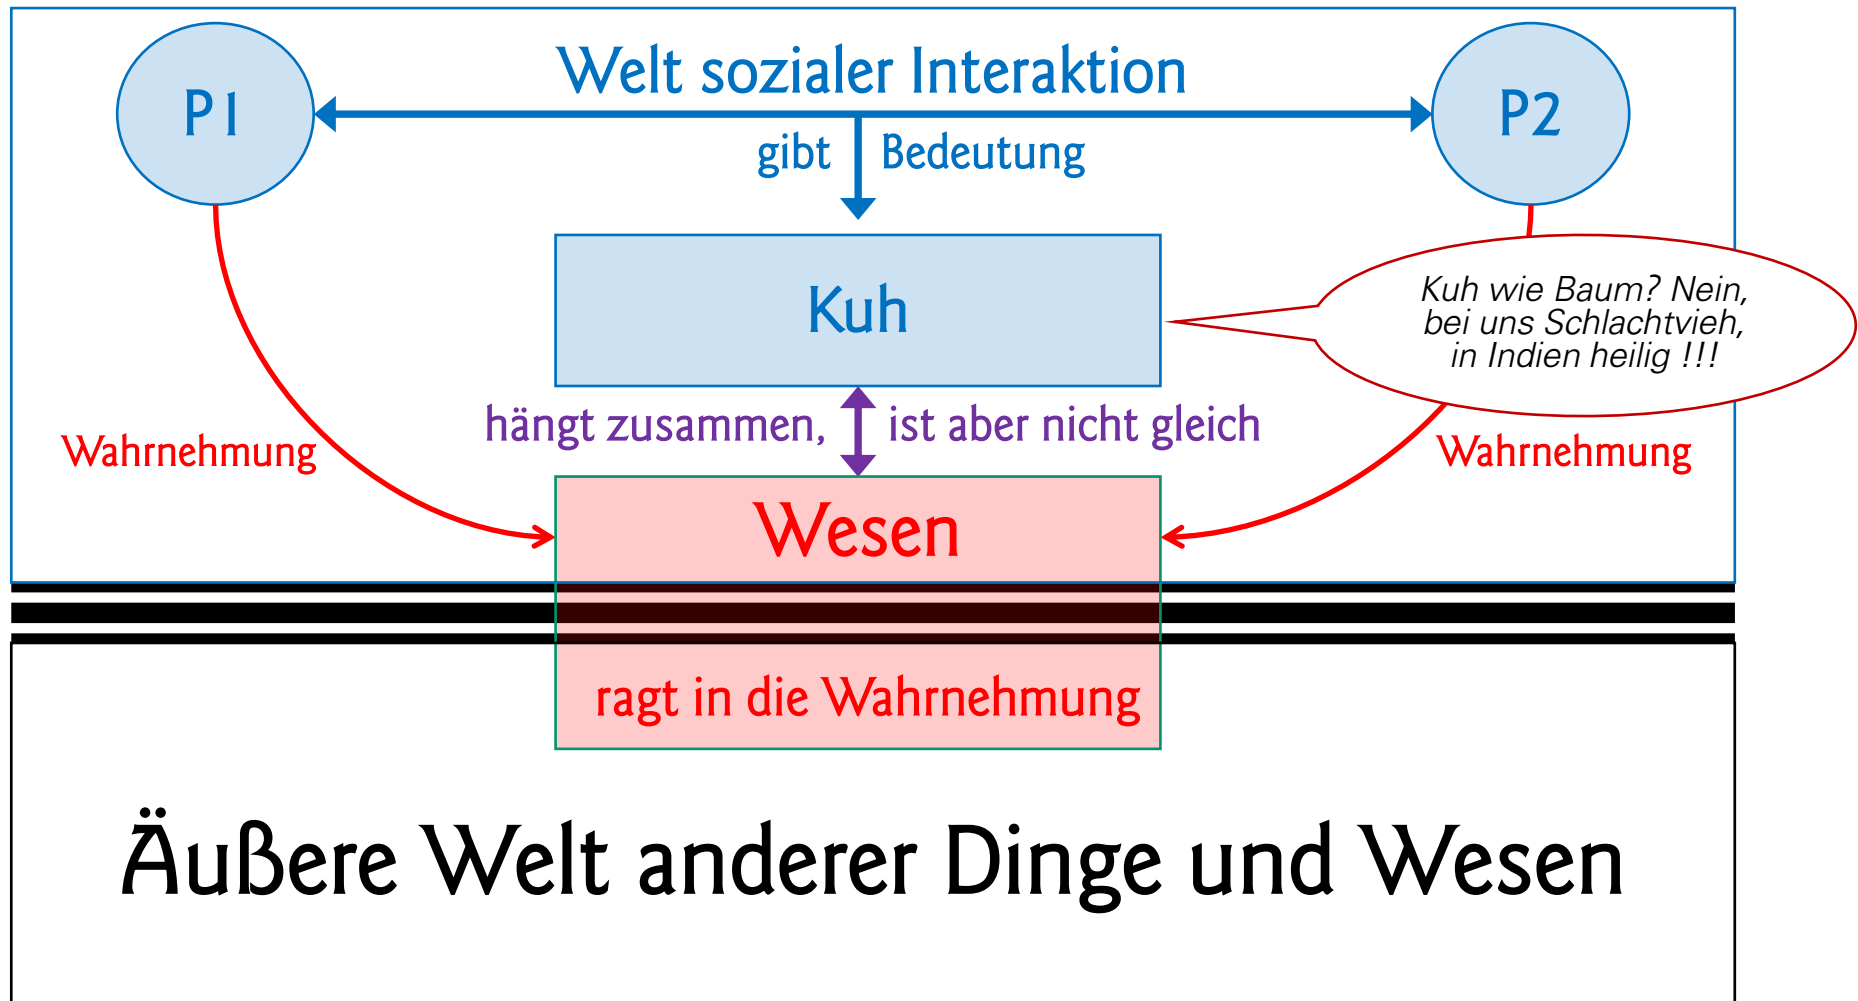 Welt sozialer Interaktion
P1
P2
gibt Bedeutung
Kuh
Kuh wie Baum? Nein,
bei uns Schlachtvieh,
in Indien heilig !!!
hängt zusammen, ist aber nicht gleich
Wahrnehmung
Wahrnehmung
Wesen
ragt in die Wahrnehmung
Äußere Welt anderer Dinge und Wesen